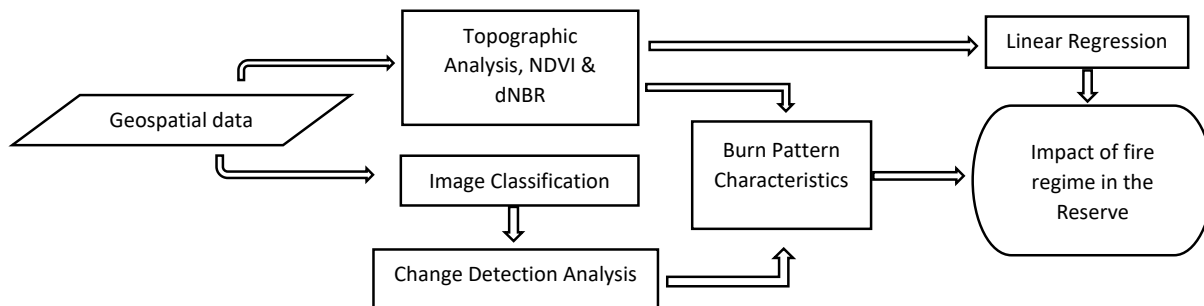 Geospatial data
Topographic
Analysis, NDVI &
dNBR
Linear Regression
Image Classification
Change Detection Analysis
Burn Pattern
Characteristics
Impact of fire
regime in the
Reserve